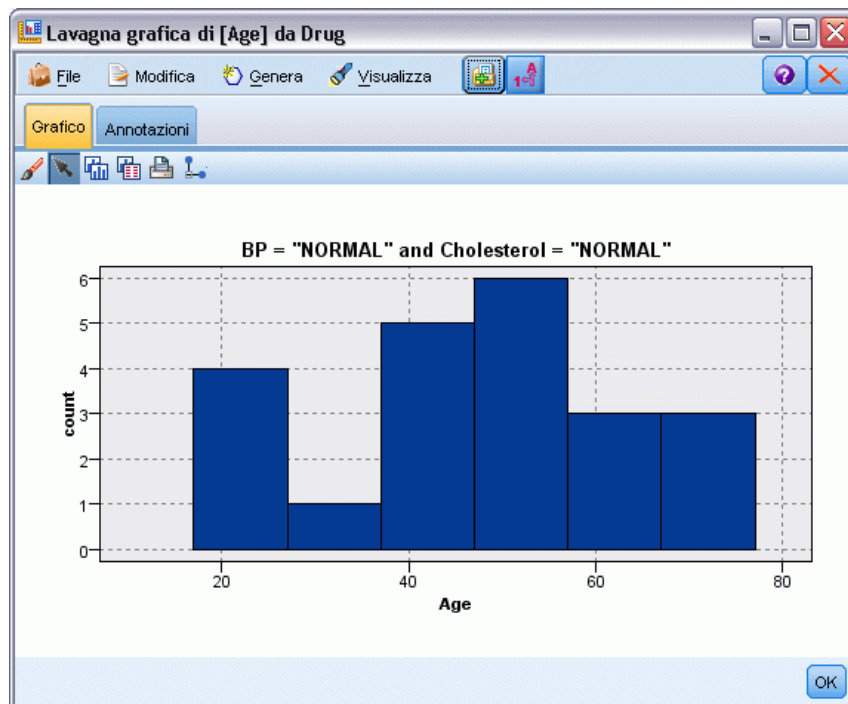 Lavagna grafica di [Age] da Drug
File Modifica Genera Visualizza
Grafico Annotazioni
BP = "NORMAL" and Cholesterol = "NORMAL"
6
5
4
3
2
1
0
count
20 40 60 80
Age
OK